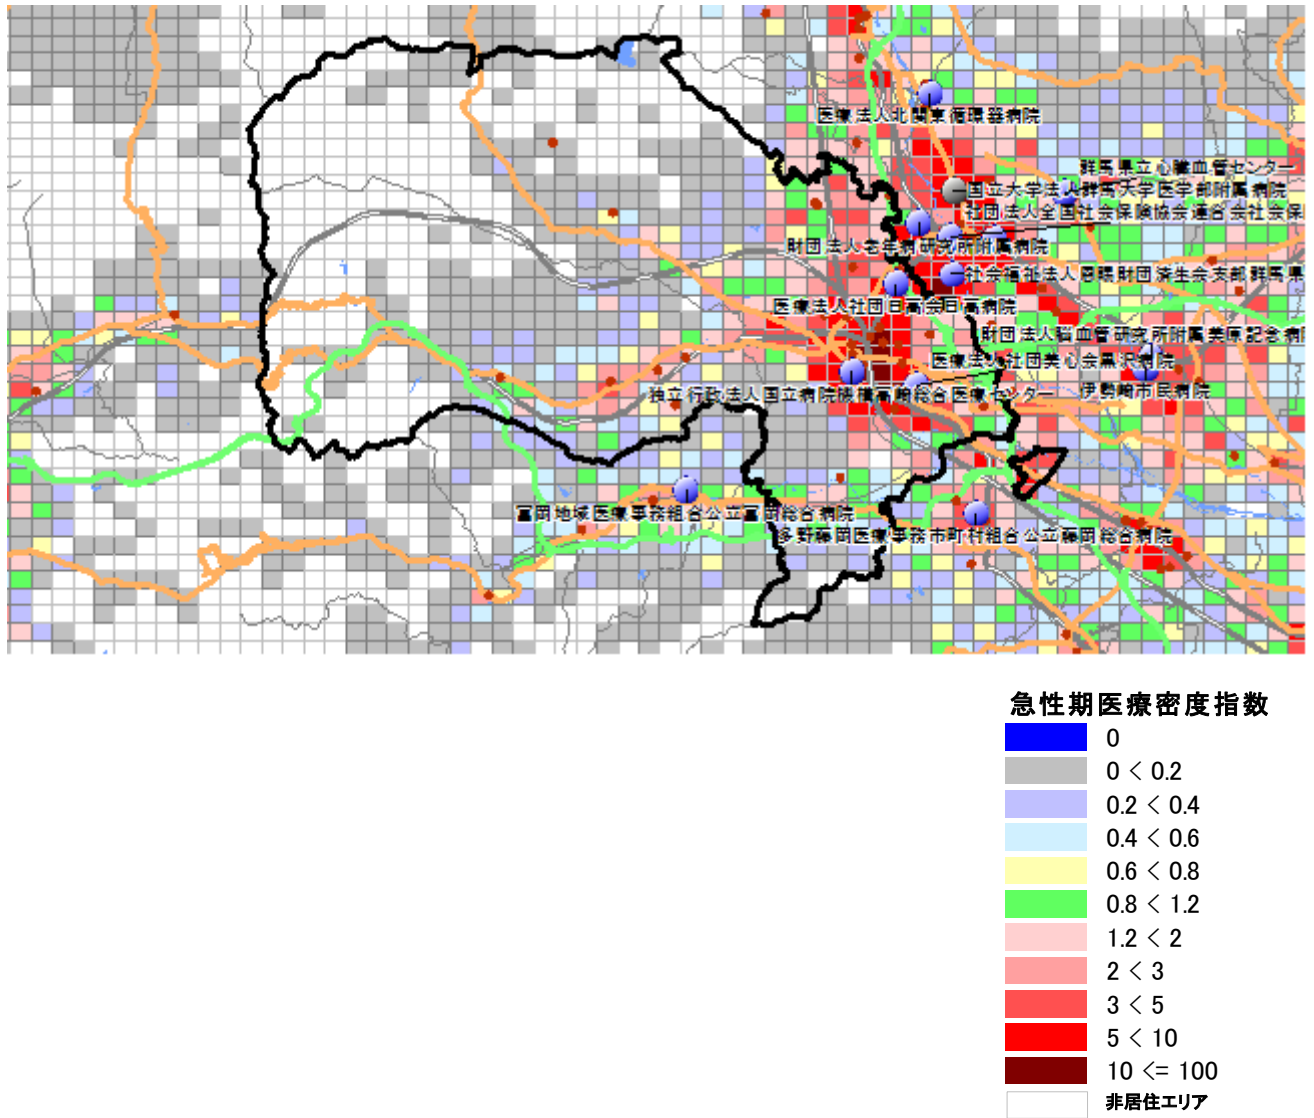 医療法人北関東循環器病院
群馬県立心臓血管センター
国立大学法人群馬大学医学部附属病院
社団法人全国社会保険協会連合会社会保
財団法人老年病研究所附属病院
社会福祉法人恩賜財団済生会支部群馬県
医療法人社団日高会日高病院
財団法人脳血管研究所附属美原記念病
医療法人社団美心会黒沢病院
独立行政法人国立病院機構高崎総合医療センター
伊勢崎市民病院
富岡地域医療事務組合公立富岡総合病院
多野藤岡医療事務市町村組合公立藤岡総合病院
急性期医療密度指数
0
0 < 0.2
0.2 < 0.4
0.4 < 0.6
0.6 < 0.8
0.8 < 1.2
1.2 < 2
2 < 3
3 < 5
5 < 10
10 <= 100
非居住エリア